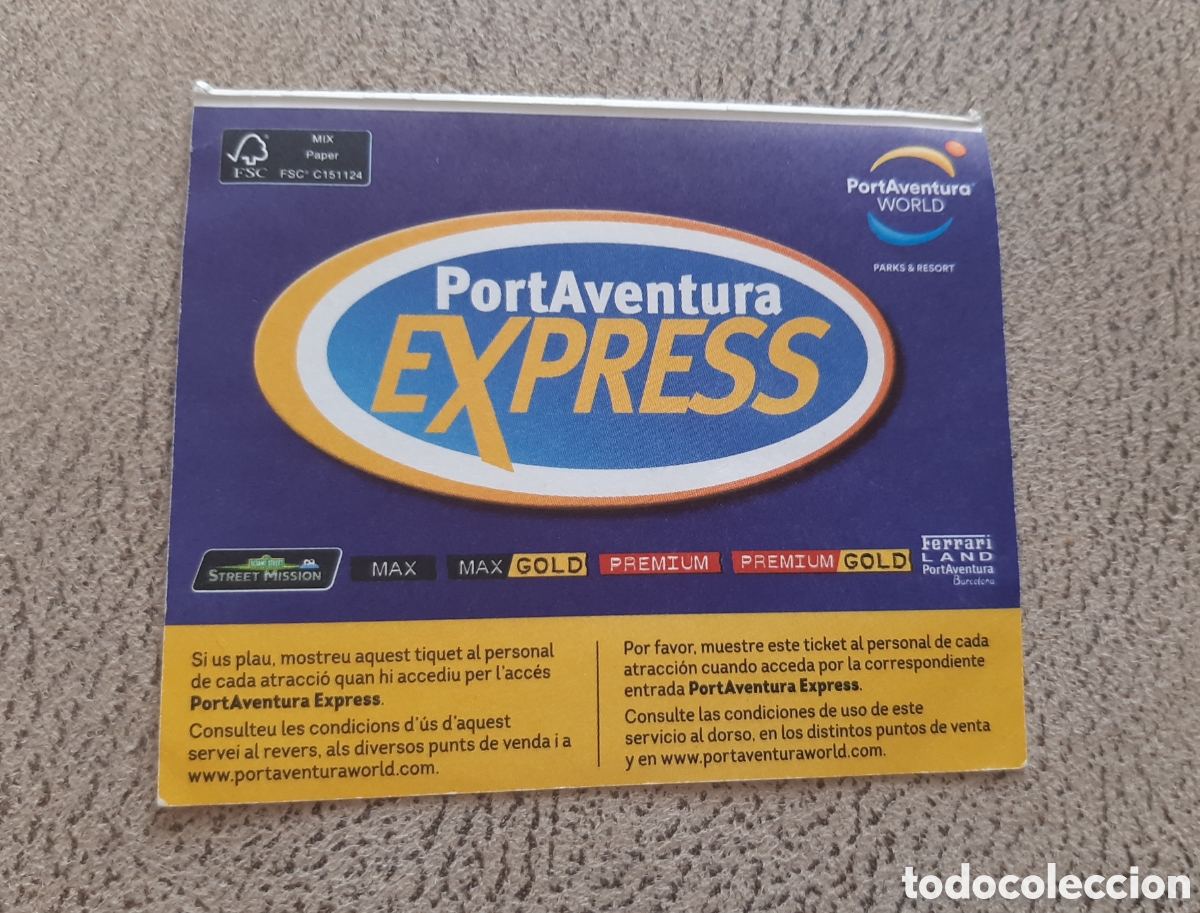 MIX
Paper
FSC® C151124
FSC
PortAventura
WORLD
PARKS & RESORT
PortAventura
EXPRESS
SESAME STREET
STREET MISSION
MAX
MAX GOLD
PREMIUM
PREMIUM GOLD
Ferrari
LAND
PortAventura
Barcelona
Si us plau, mostreu aquest tiquet al personal
de cada atracció quan hi accediu per l'accés
PortAventura Express.
Consulteu les condicions d'ús d'aquest
servei al revers, als diversos punts de venda i a
www.portaventuraworld.com.
Por favor, muestre este ticket al personal de cada
atracción cuando acceda por la correspondiente
entrada PortAventura Express.
Consulte las condiciones de uso de este
servicio al dorso, en los distintos puntos de venta
y en www.portaventuraworld.com.
todocoleccion